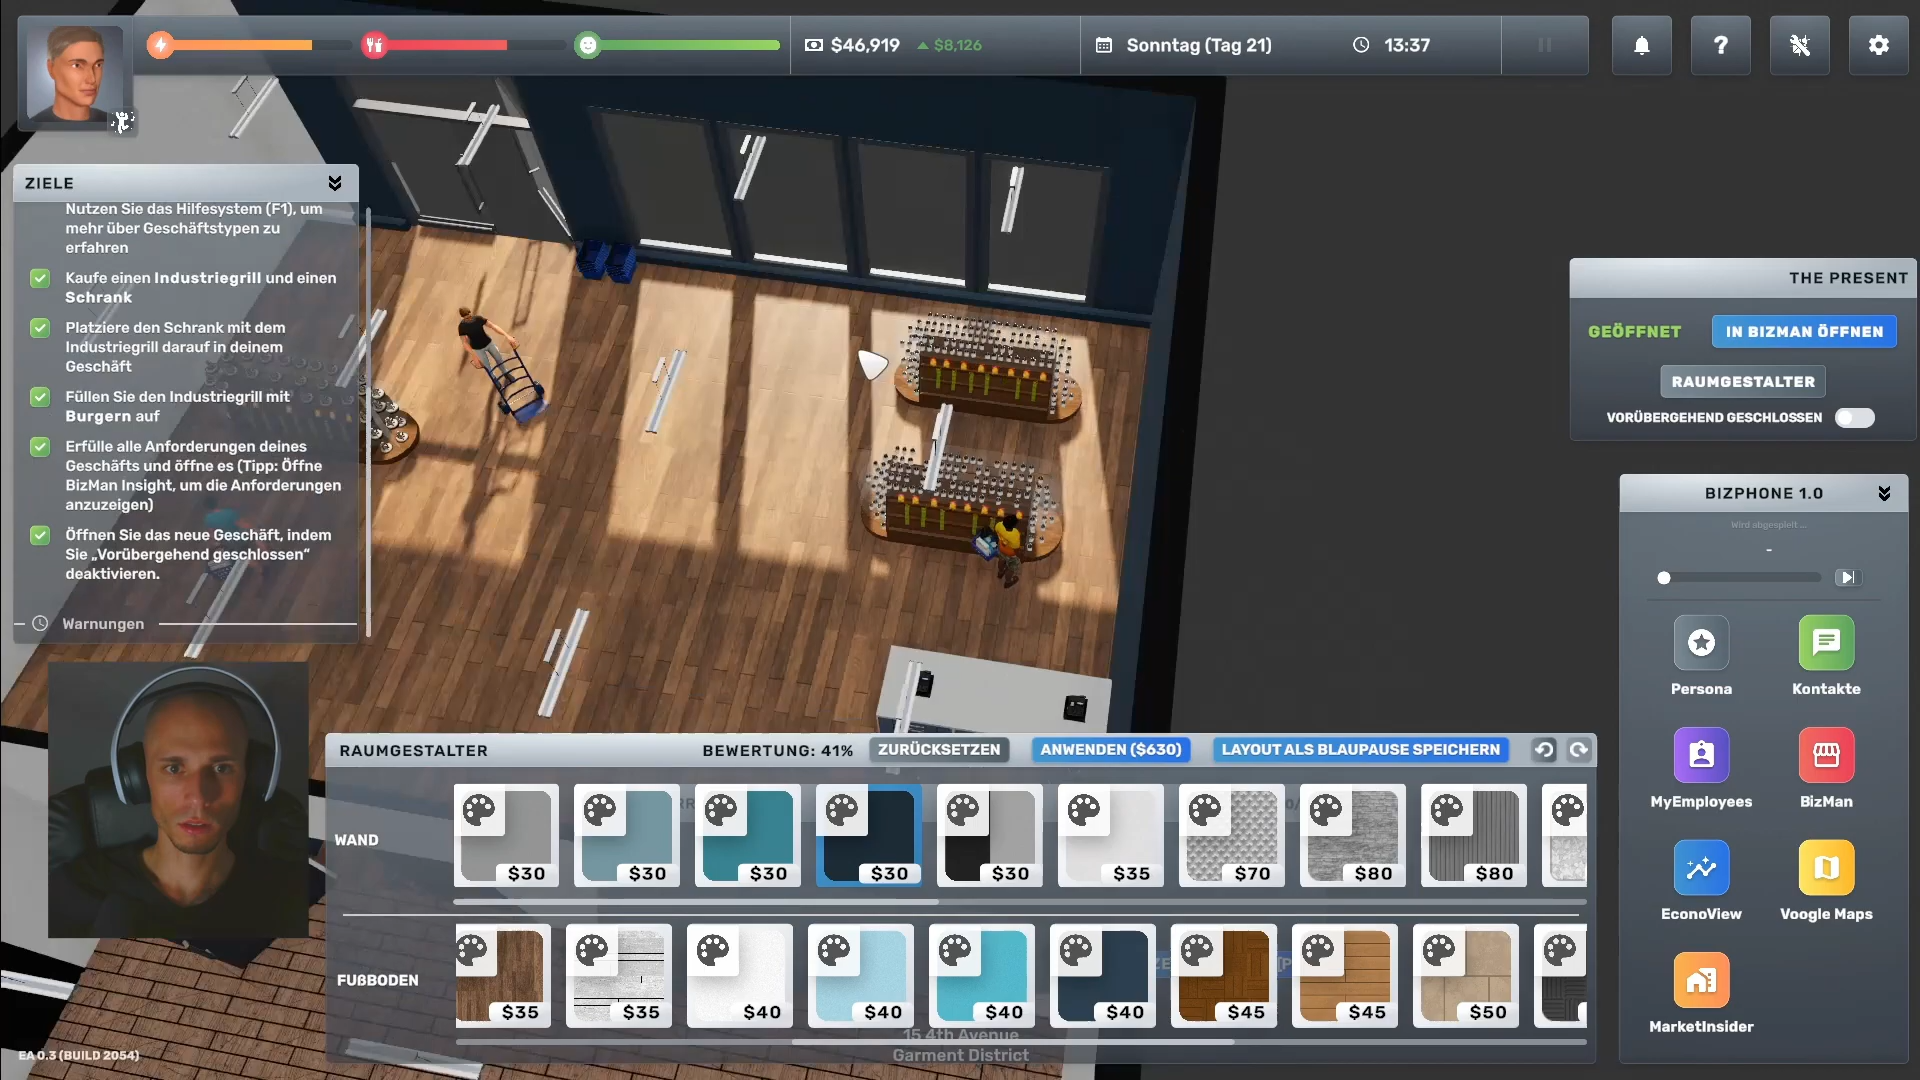 $46,919
$8,126
Sonntag (Tag 21)
13:37
?
ZIELE
Nutzen Sie das Hilfesystem (F1), um
mehr über Geschäftstypen zu
erfahren
Kaufe einen Industriegrill und einen
Schrank
Platziere den Schrank mit dem
Industriegrill darauf in deinem
Geschäft
Füllen Sie den Industriegrill mit
Burgern auf
Erfülle alle Anforderungen deines
Geschäfts und öffne es (Tipp: Öffne
BizMan Insight, um die Anforderungen
anzuzeigen)
Öffnen Sie das neue Geschäft, indem
Sie „Vorübergehend geschlossen“
deaktivieren.
Warnungen
THE PRESENT
GEÖFFNET
IN BIZMAN ÖFFNEN
RAUMGESTALTER
VORÜBERGEHEND GESCHLOSSEN
BIZPHONE 1.0
Wird abgespielt ...
-
Persona
Kontakte
MyEmployees
BizMan
EconoView
Voogle Maps
MarketInsider
RAUMGESTALTER
BEWERTUNG: 41%
ZURÜCKSETZEN
ANWENDEN ($630)
LAYOUT ALS BLAUPAUSE SPEICHERN
WAND
$30
$30
$30
$30
$30
$35
$70
$80
$80
FUßBODEN
$35
$35
$40
$40
$40
$40
$45
$45
$50
15 4th Avenue
Garment District
EA 0.3 (BUILD 2054)